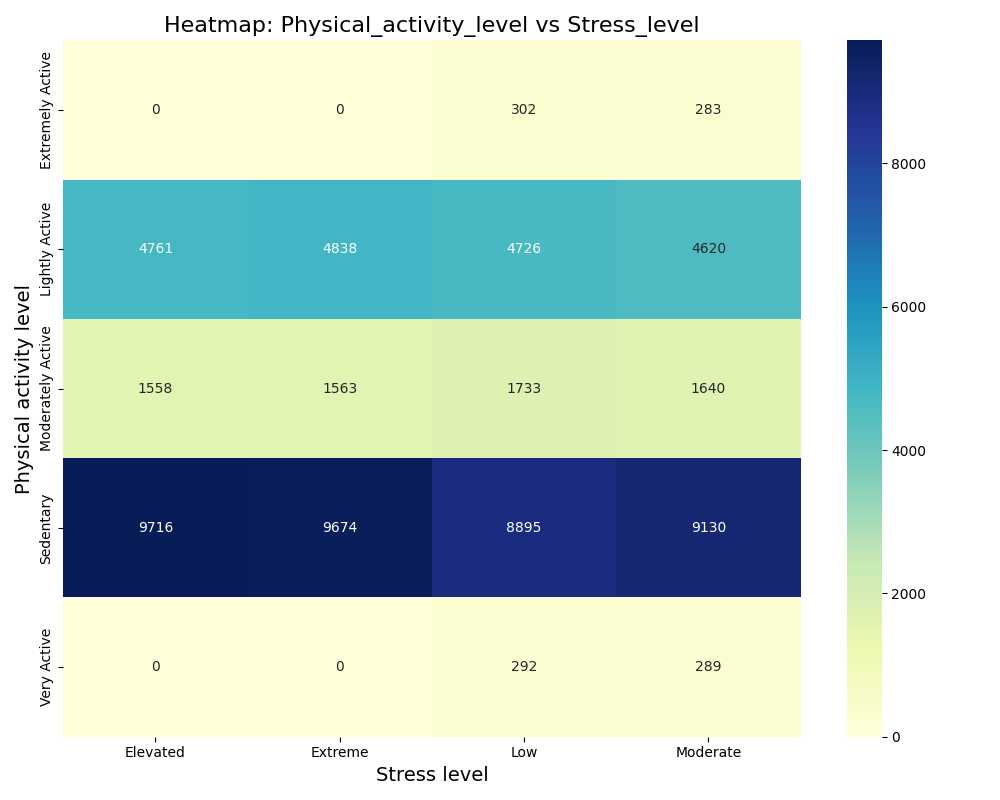 Heatmap: Physical_activity_level vs Stress_level
Physical activity level
Extremely Active
0 0 302 283
Lightly Active
4761 4838 4726 4620
Moderately Active
1558 1563 1733 1640
Sedentary
9716 9674 8895 9130
Very Active
0 0 292 289
Elevated Extreme Low Moderate
Stress level
8000
6000
4000
2000
0